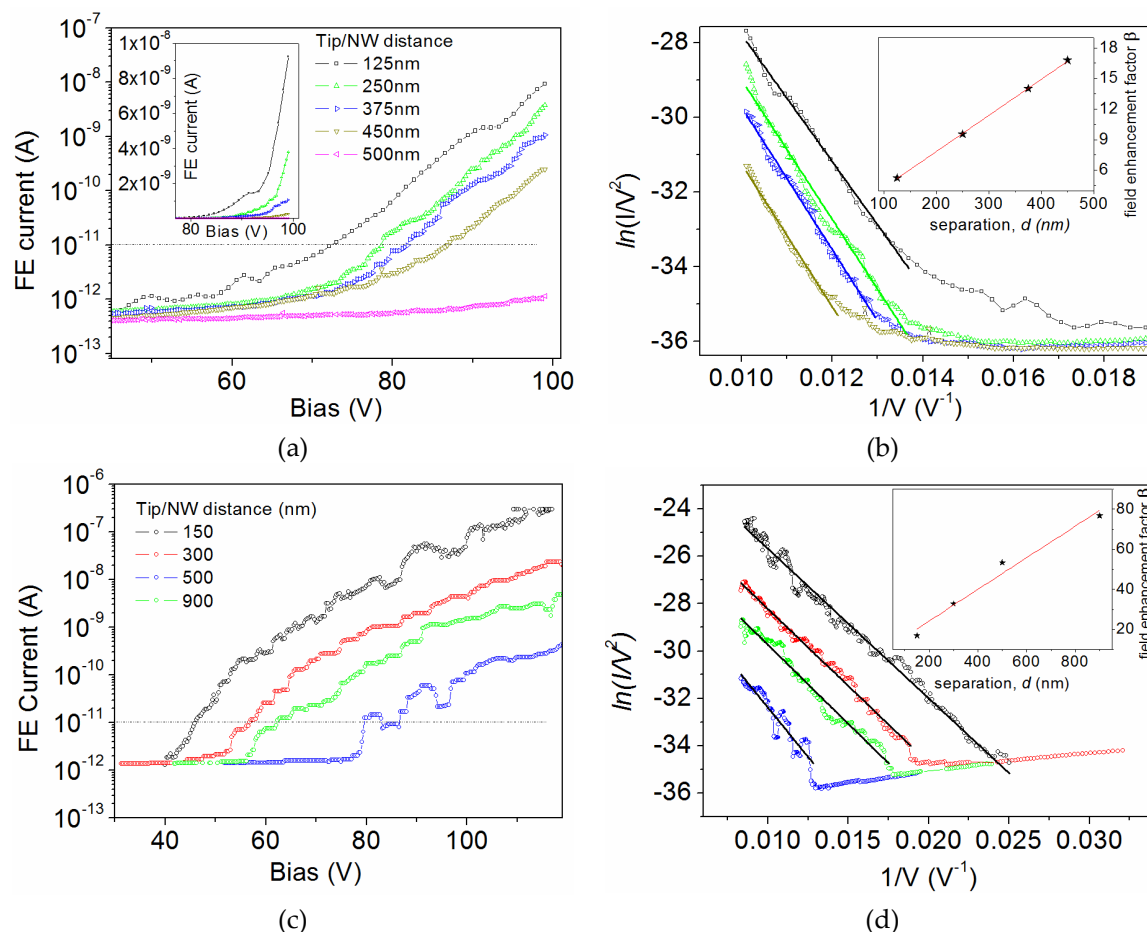 10^-7
10^-8
10^-9
10^-10
10^-11
10^-12
10^-13
FE current (A)
60
80
100
Bias (V)
1x10^-8
8x10^-9
6x10^-9
4x10^-9
2x10^-9
FE current (A)
80
100
Bias (V)
Tip/NW distance
125nm
250nm
375nm
450nm
500nm
(a)
-28
-30
-32
-34
-36
ln(I/V^2)
0.010
0.012
0.014
0.016
0.018
1/V (V^-1)
18
15
12
9
6
field enhancement factor β
100
200
300
400
500
separation, d (nm)
(b)
10^-6
10^-7
10^-8
10^-9
10^-10
10^-11
10^-12
10^-13
FE Current (A)
40
60
80
100
Bias (V)
Tip/NW distance (nm)
150
300
500
900
(c)
-24
-26
-28
-30
-32
-34
-36
ln(I/V^2)
0.010
0.015
0.020
0.025
0.030
1/V (V^-1)
80
60
40
20
field enhancement factor β
200
400
600
800
separation, d (nm)
(d)